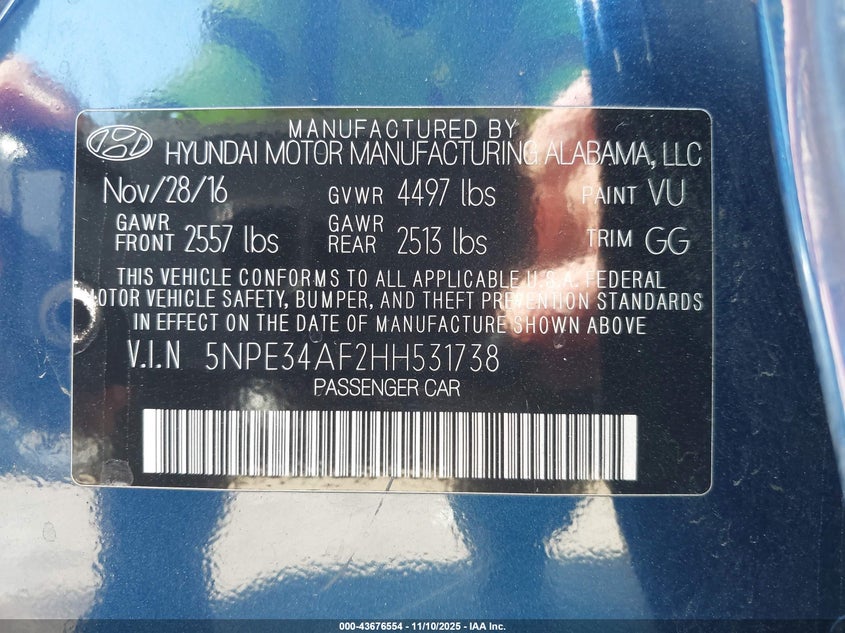 MANUFACTURED BY
HYUNDAI MOTOR MANUFACTURING ALABAMA, LLC
Nov/28/16 GVWR 4497 lbs PAINT VU
GAWR FRONT 2557 lbs GAWR REAR 2513 lbs TRIM GG
THIS VEHICLE CONFORMS TO ALL APPLICABLE U.S.A. FEDERAL
MOTOR VEHICLE SAFETY, BUMPER, AND THEFT PREVENTION STANDARDS
IN EFFECT ON THE DATE OF MANUFACTURE SHOWN ABOVE.
V.I.N 5NPE34AF2HH531738
PASSENGER CAR
000-43676554 - 11/10/2025 - IAA Inc.